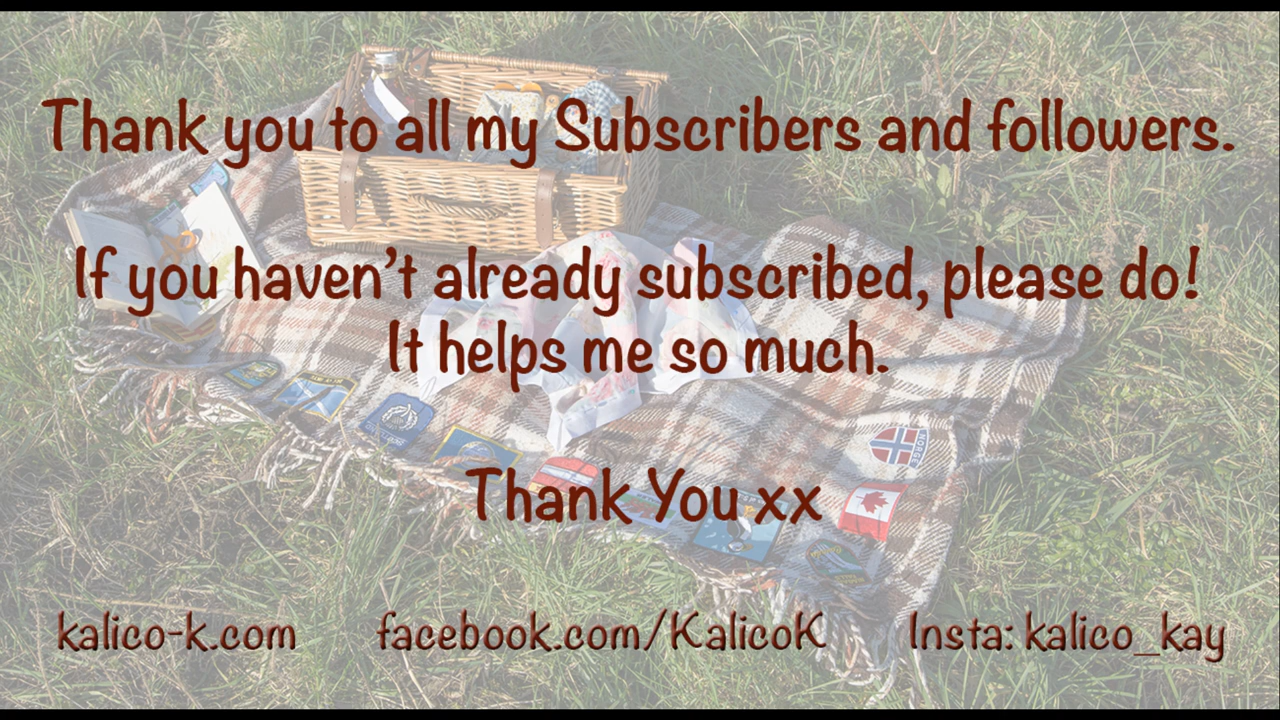 Thank you to all my Subscribers and followers.
If you haven't already subscribed, please do!
It helps me so much.
Thank You xx
NORGE
kalico-k.com facebook.com/KalicoK Insta: kalico_kay